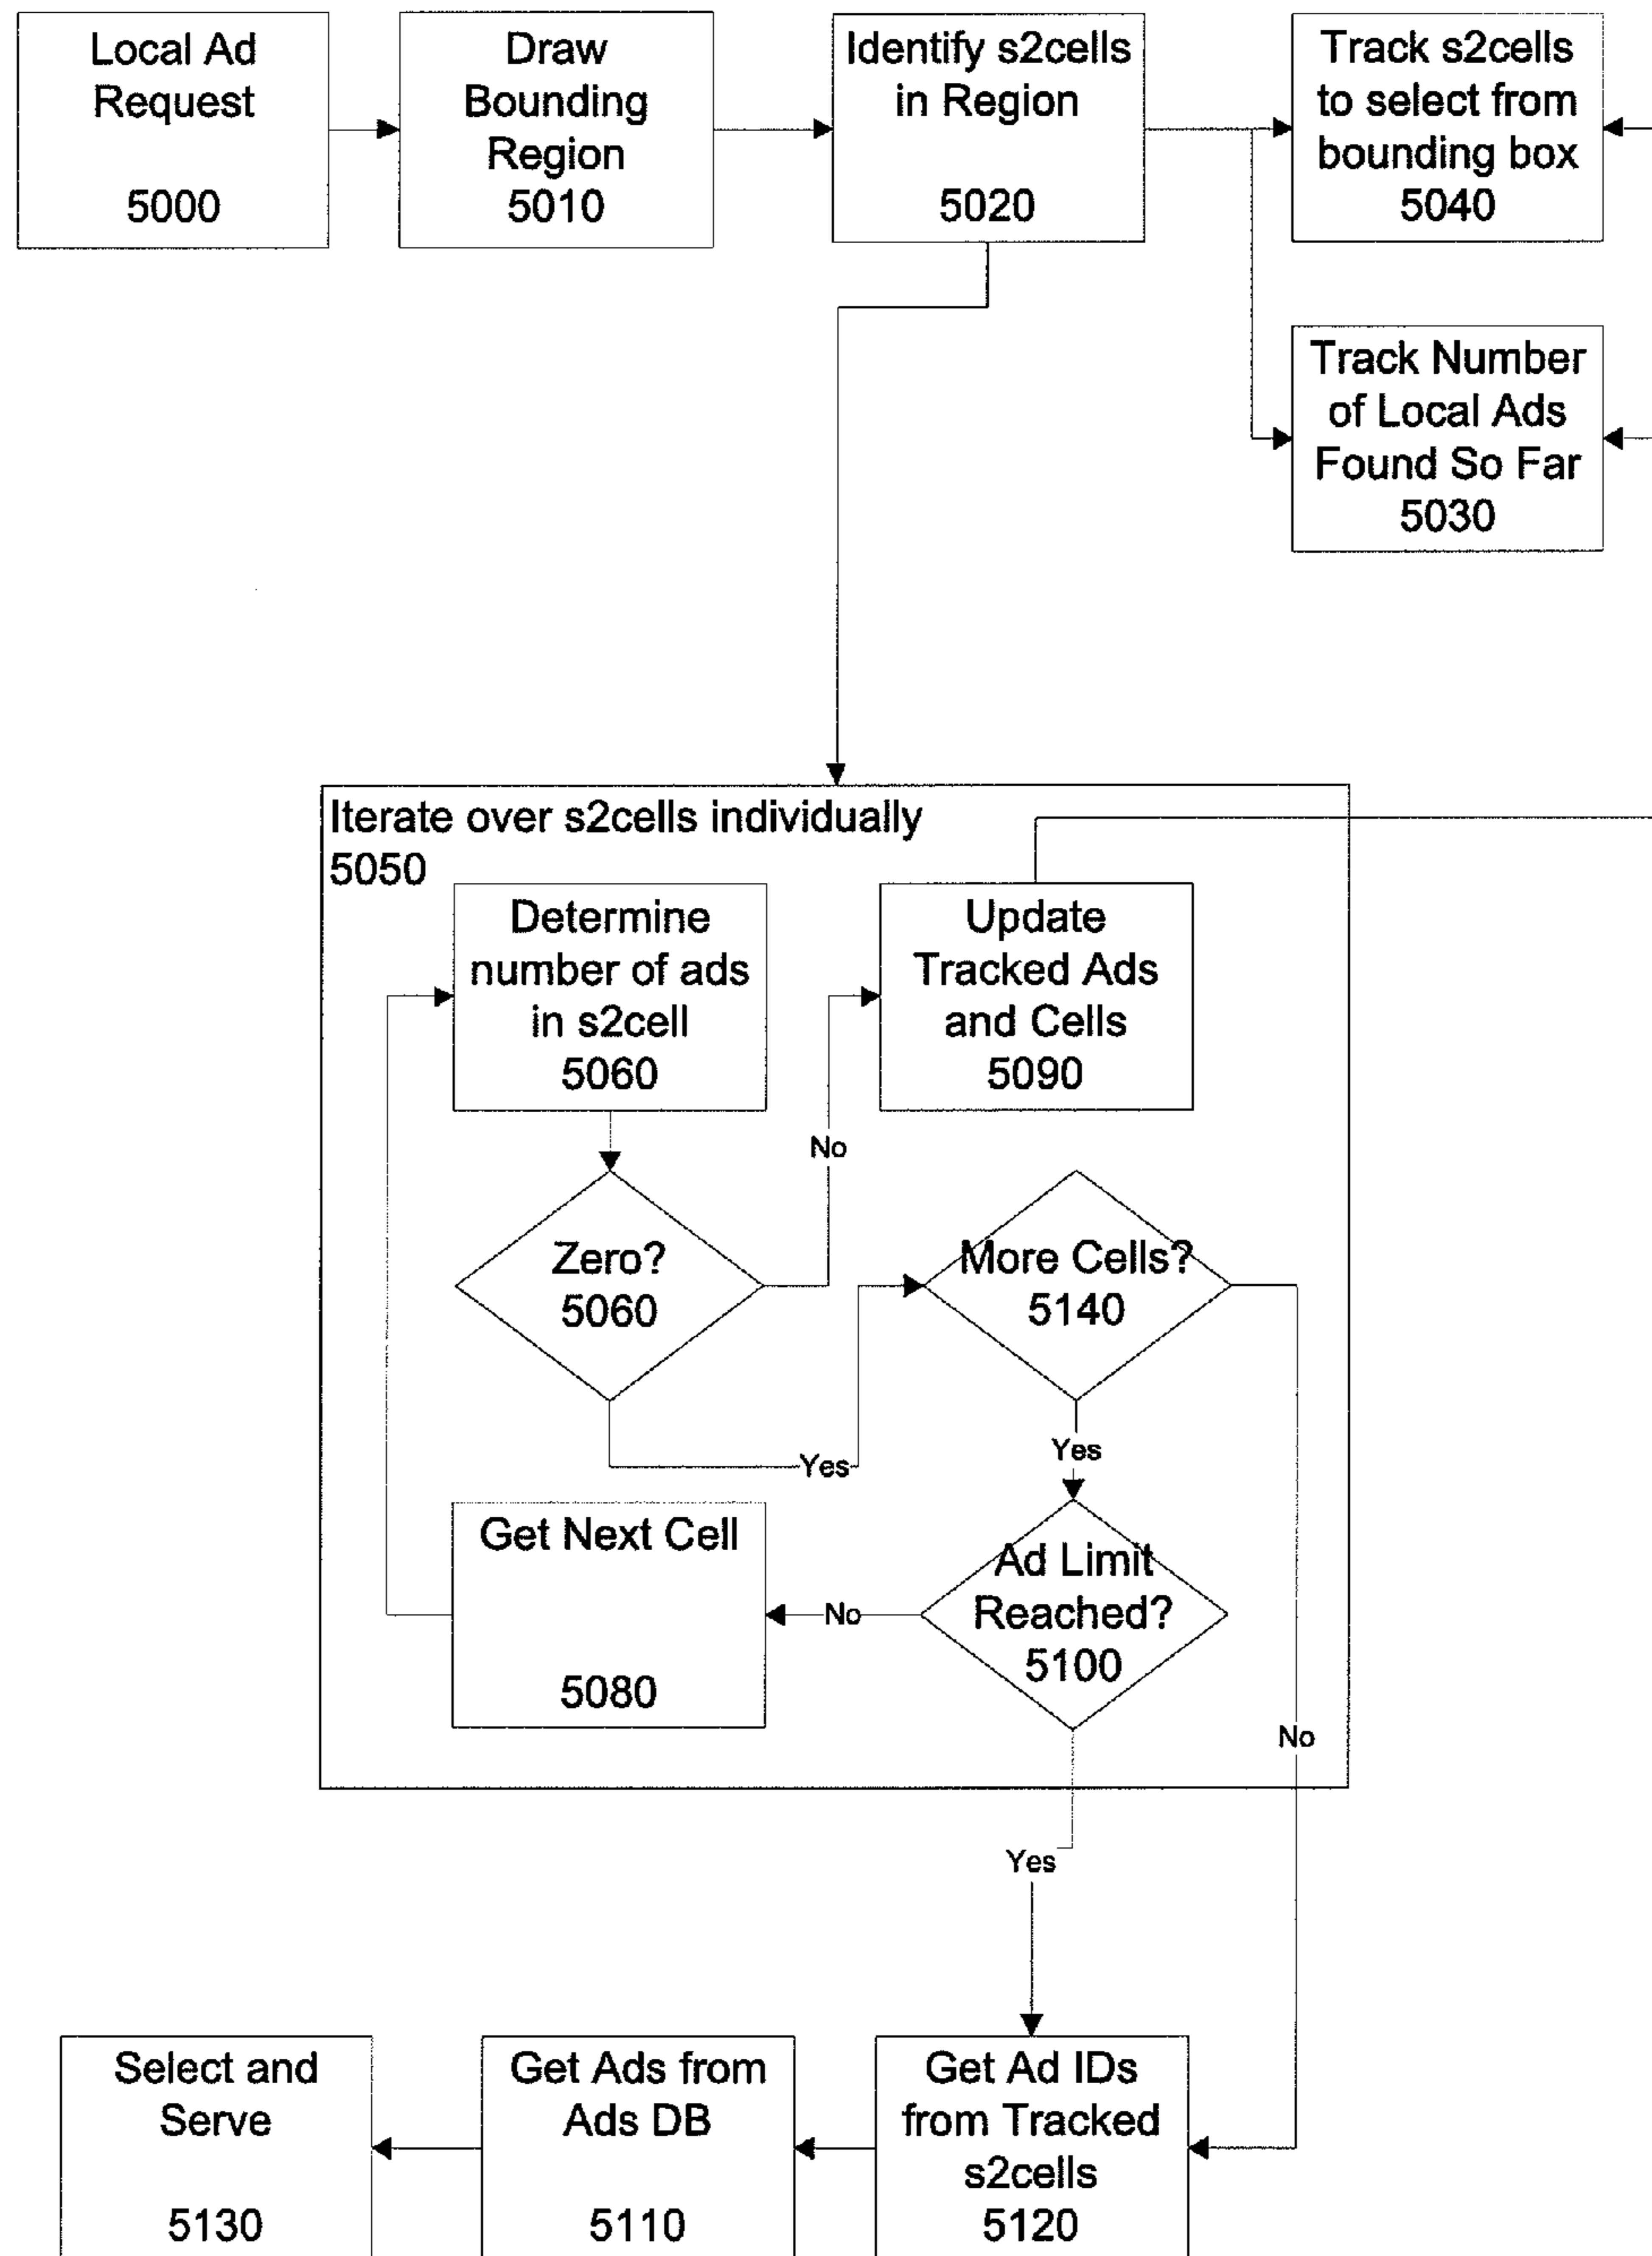 Local Ad
Request
5000
Draw
Bounding
Region
5010
Identify s2cells
in Region
5020
Track s2cells
to select from
bounding box
5040
Track Number
of Local Ads
Found So Far
5030
Iterate over s2cells individually
5050
Determine
number of ads
in s2cell
5060
Update
Tracked Ads
and Cells
5090
No
Zero?
5060
More Cells?
5140
Yes
Yes
Get Next Cell
5080
No
Ad Limit
Reached?
5100
No
Yes
Select and
Serve
5130
Get Ads from
Ads DB
5110
Get Ad IDs
from Tracked
s2cells
5120